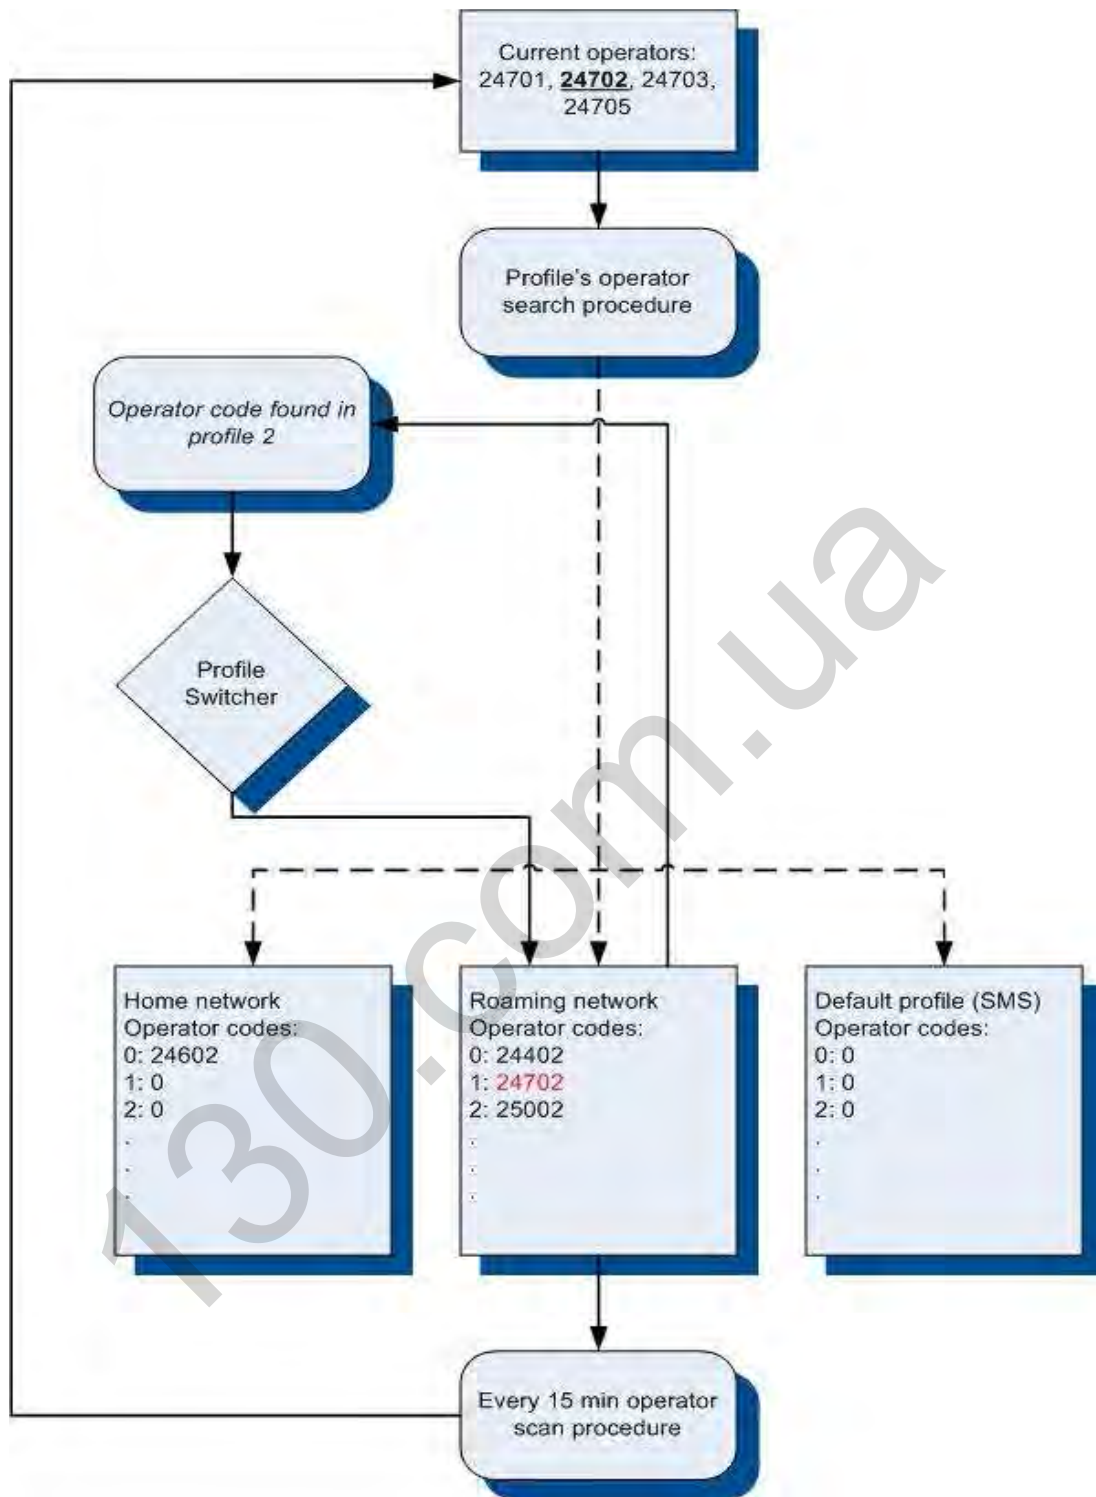 Current operators:
24701, 24702, 24703,
24705
Profile's operator
search procedure
Operator code found in
profile 2
Profile
Switcher
Home network
Operator codes:
0: 24602
1: 0
2: 0
.
.
.
Roaming network
Operator codes:
0: 24402
1: 24702
2: 25002
.
.
.
Default profile (SMS)
Operator codes:
0: 0
1: 0
2: 0
.
.
.
Every 15 min operator
scan procedure
130.com.ua